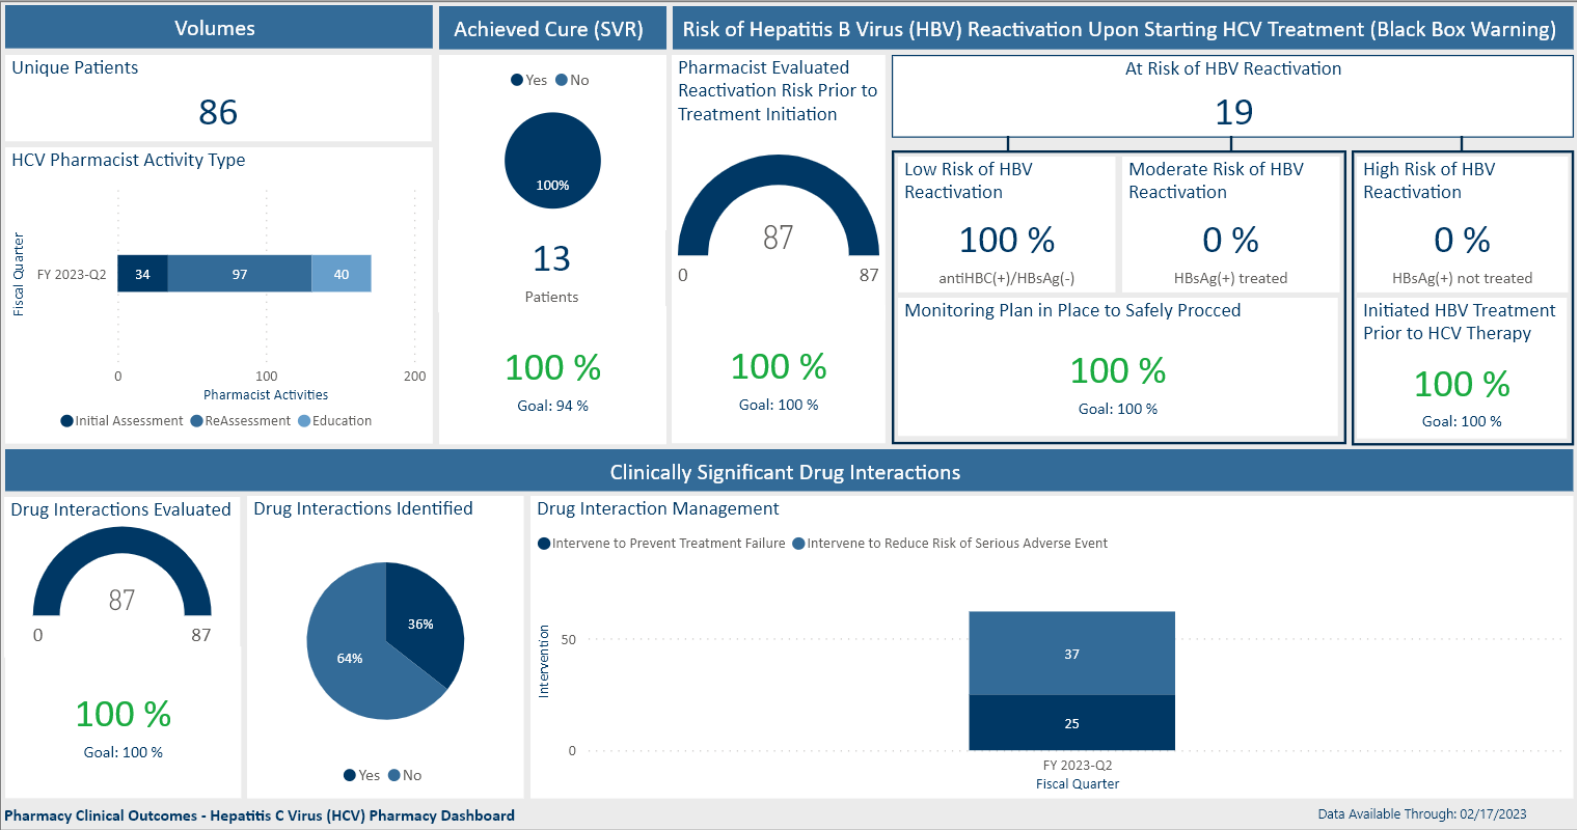 Volumes
Unique Patients
86
HCV Pharmacist Activity Type
Fiscal Quarter
FY 2023-Q2
34
97
40
0
100
200
Pharmacist Activities
Initial Assessment
ReAssessment
Education
Achieved Cure (SVR)
Yes
No
100%
13
Patients
100 %
Goal: 94 %
Risk of Hepatitis B Virus (HBV) Reactivation Upon Starting HCV Treatment (Black Box Warning)
Pharmacist Evaluated
Reactivation Risk Prior to
Treatment Initiation
87
0
87
100 %
Goal: 100 %
At Risk of HBV Reactivation
19
Low Risk of HBV
Reactivation
100 %
antiHBC(+)/HBsAg(-)
Moderate Risk of HBV
Reactivation
0 %
HBsAg(+) treated
Monitoring Plan in Place to Safely Procced
100 %
Goal: 100 %
High Risk of HBV
Reactivation
0 %
HBsAg(+) not treated
Initiated HBV Treatment
Prior to HCV Therapy
100 %
Goal: 100 %
Clinically Significant Drug Interactions
Drug Interactions Evaluated
87
0
87
100 %
Goal: 100 %
Drug Interactions Identified
36%
64%
Yes
No
Drug Interaction Management
Intervene to Prevent Treatment Failure
Intervene to Reduce Risk of Serious Adverse Event
Intervention
50
0
37
25
FY 2023-Q2
Fiscal Quarter
Pharmacy Clinical Outcomes - Hepatitis C Virus (HCV) Pharmacy Dashboard
Data Available Through: 02/17/2023